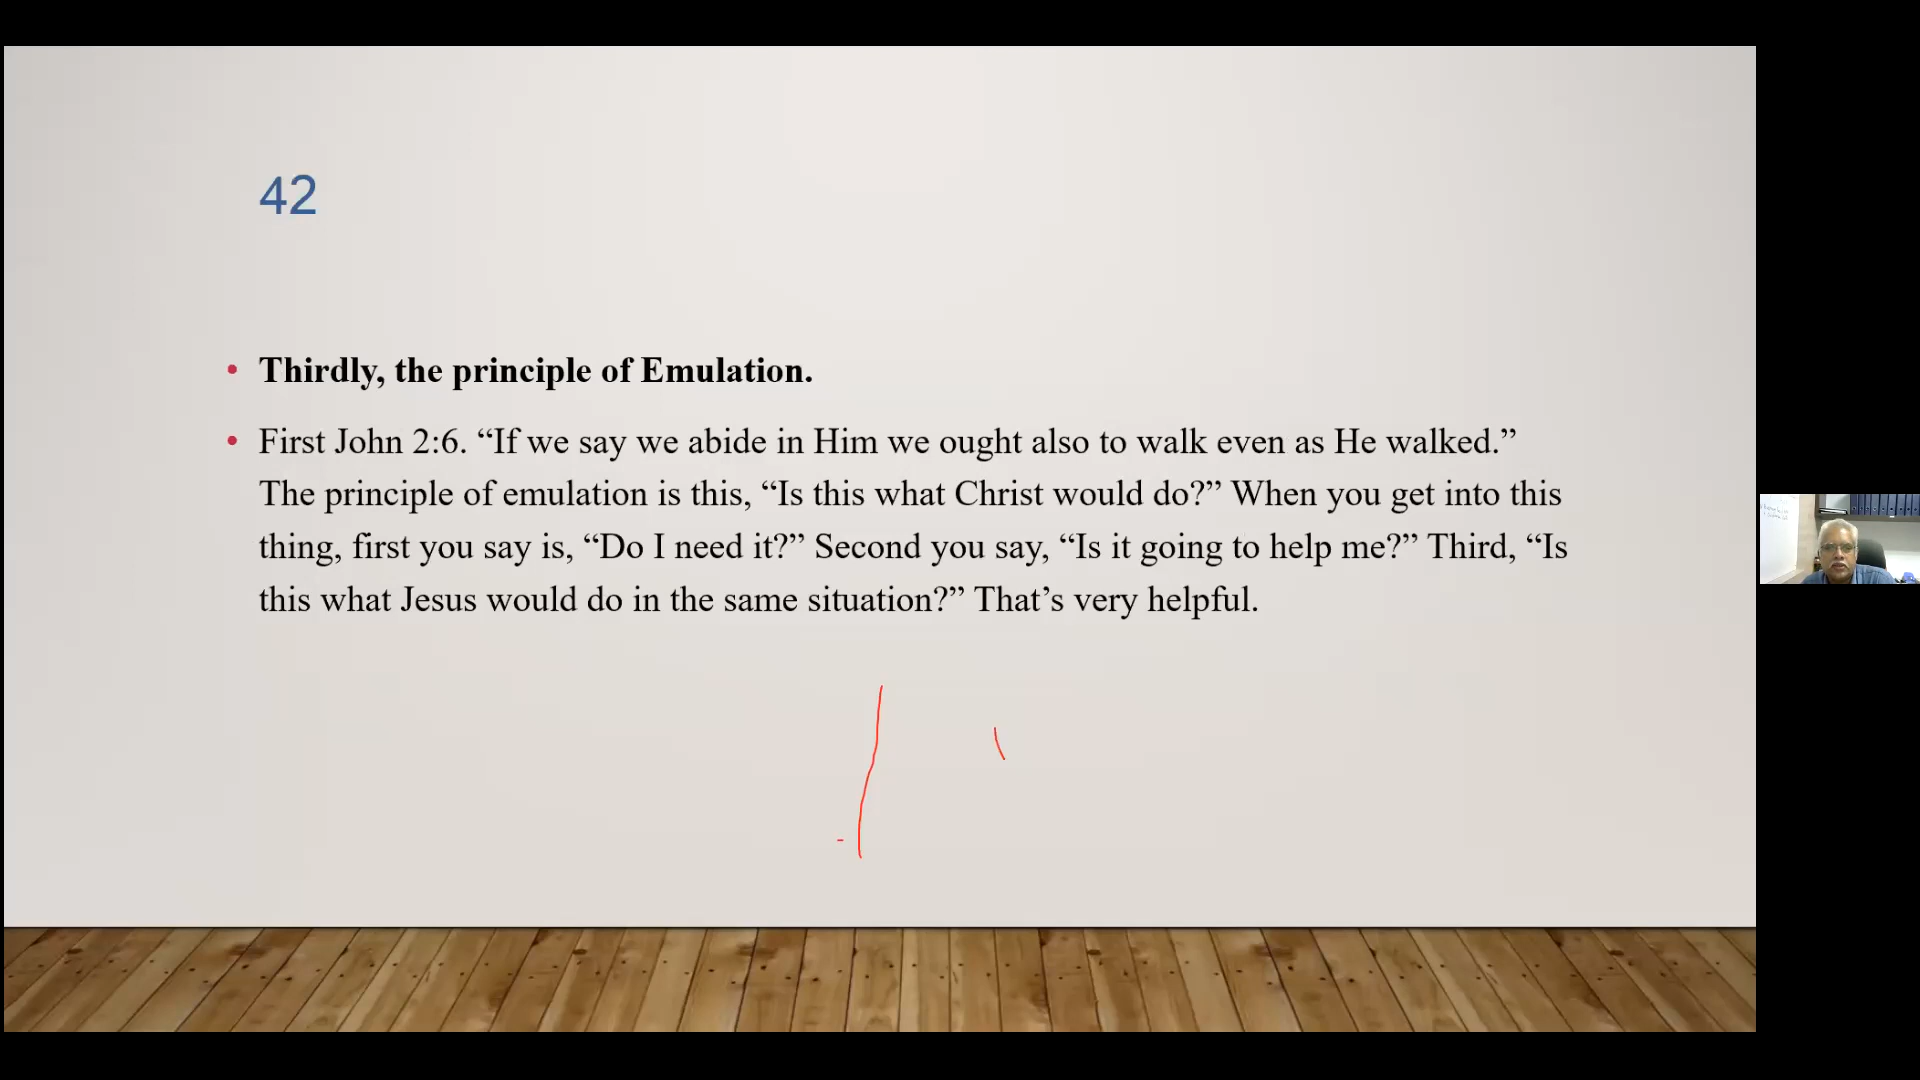 42
• Thirdly, the principle of Emulation.
• First John 2:6. “If we say we abide in Him we ought also to walk even as He walked.”
The principle of emulation is this, “Is this what Christ would do?” When you get into this
thing, first you say is, “Do I need it?” Second you say, “Is it going to help me?” Third, “Is
this what Jesus would do in the same situation?” That’s very helpful.